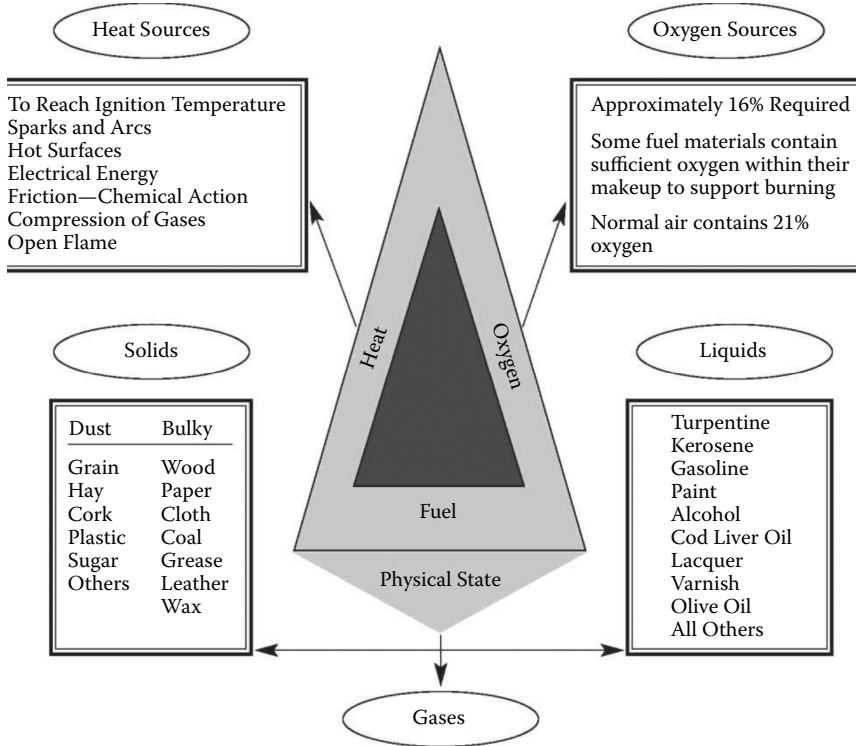 Heat Sources
To Reach Ignition Temperature
Sparks and Arcs
Hot Surfaces
Electrical Energy
Friction—Chemical Action
Compression of Gases
Open Flame
Oxygen Sources
Approximately 16% Required
Some fuel materials contain
sufficient oxygen within their
makeup to support burning
Normal air contains 21%
oxygen
Heat
Oxygen
Fuel
Physical State
Solids
Dust Bulky
Grain Wood
Hay Paper
Cork Cloth
Plastic Coal
Sugar Grease
Others Leather
Wax
Liquids
Turpentine
Kerosene
Gasoline
Paint
Alcohol
Cod Liver Oil
Lacquer
Varnish
Olive Oil
All Others
Gases